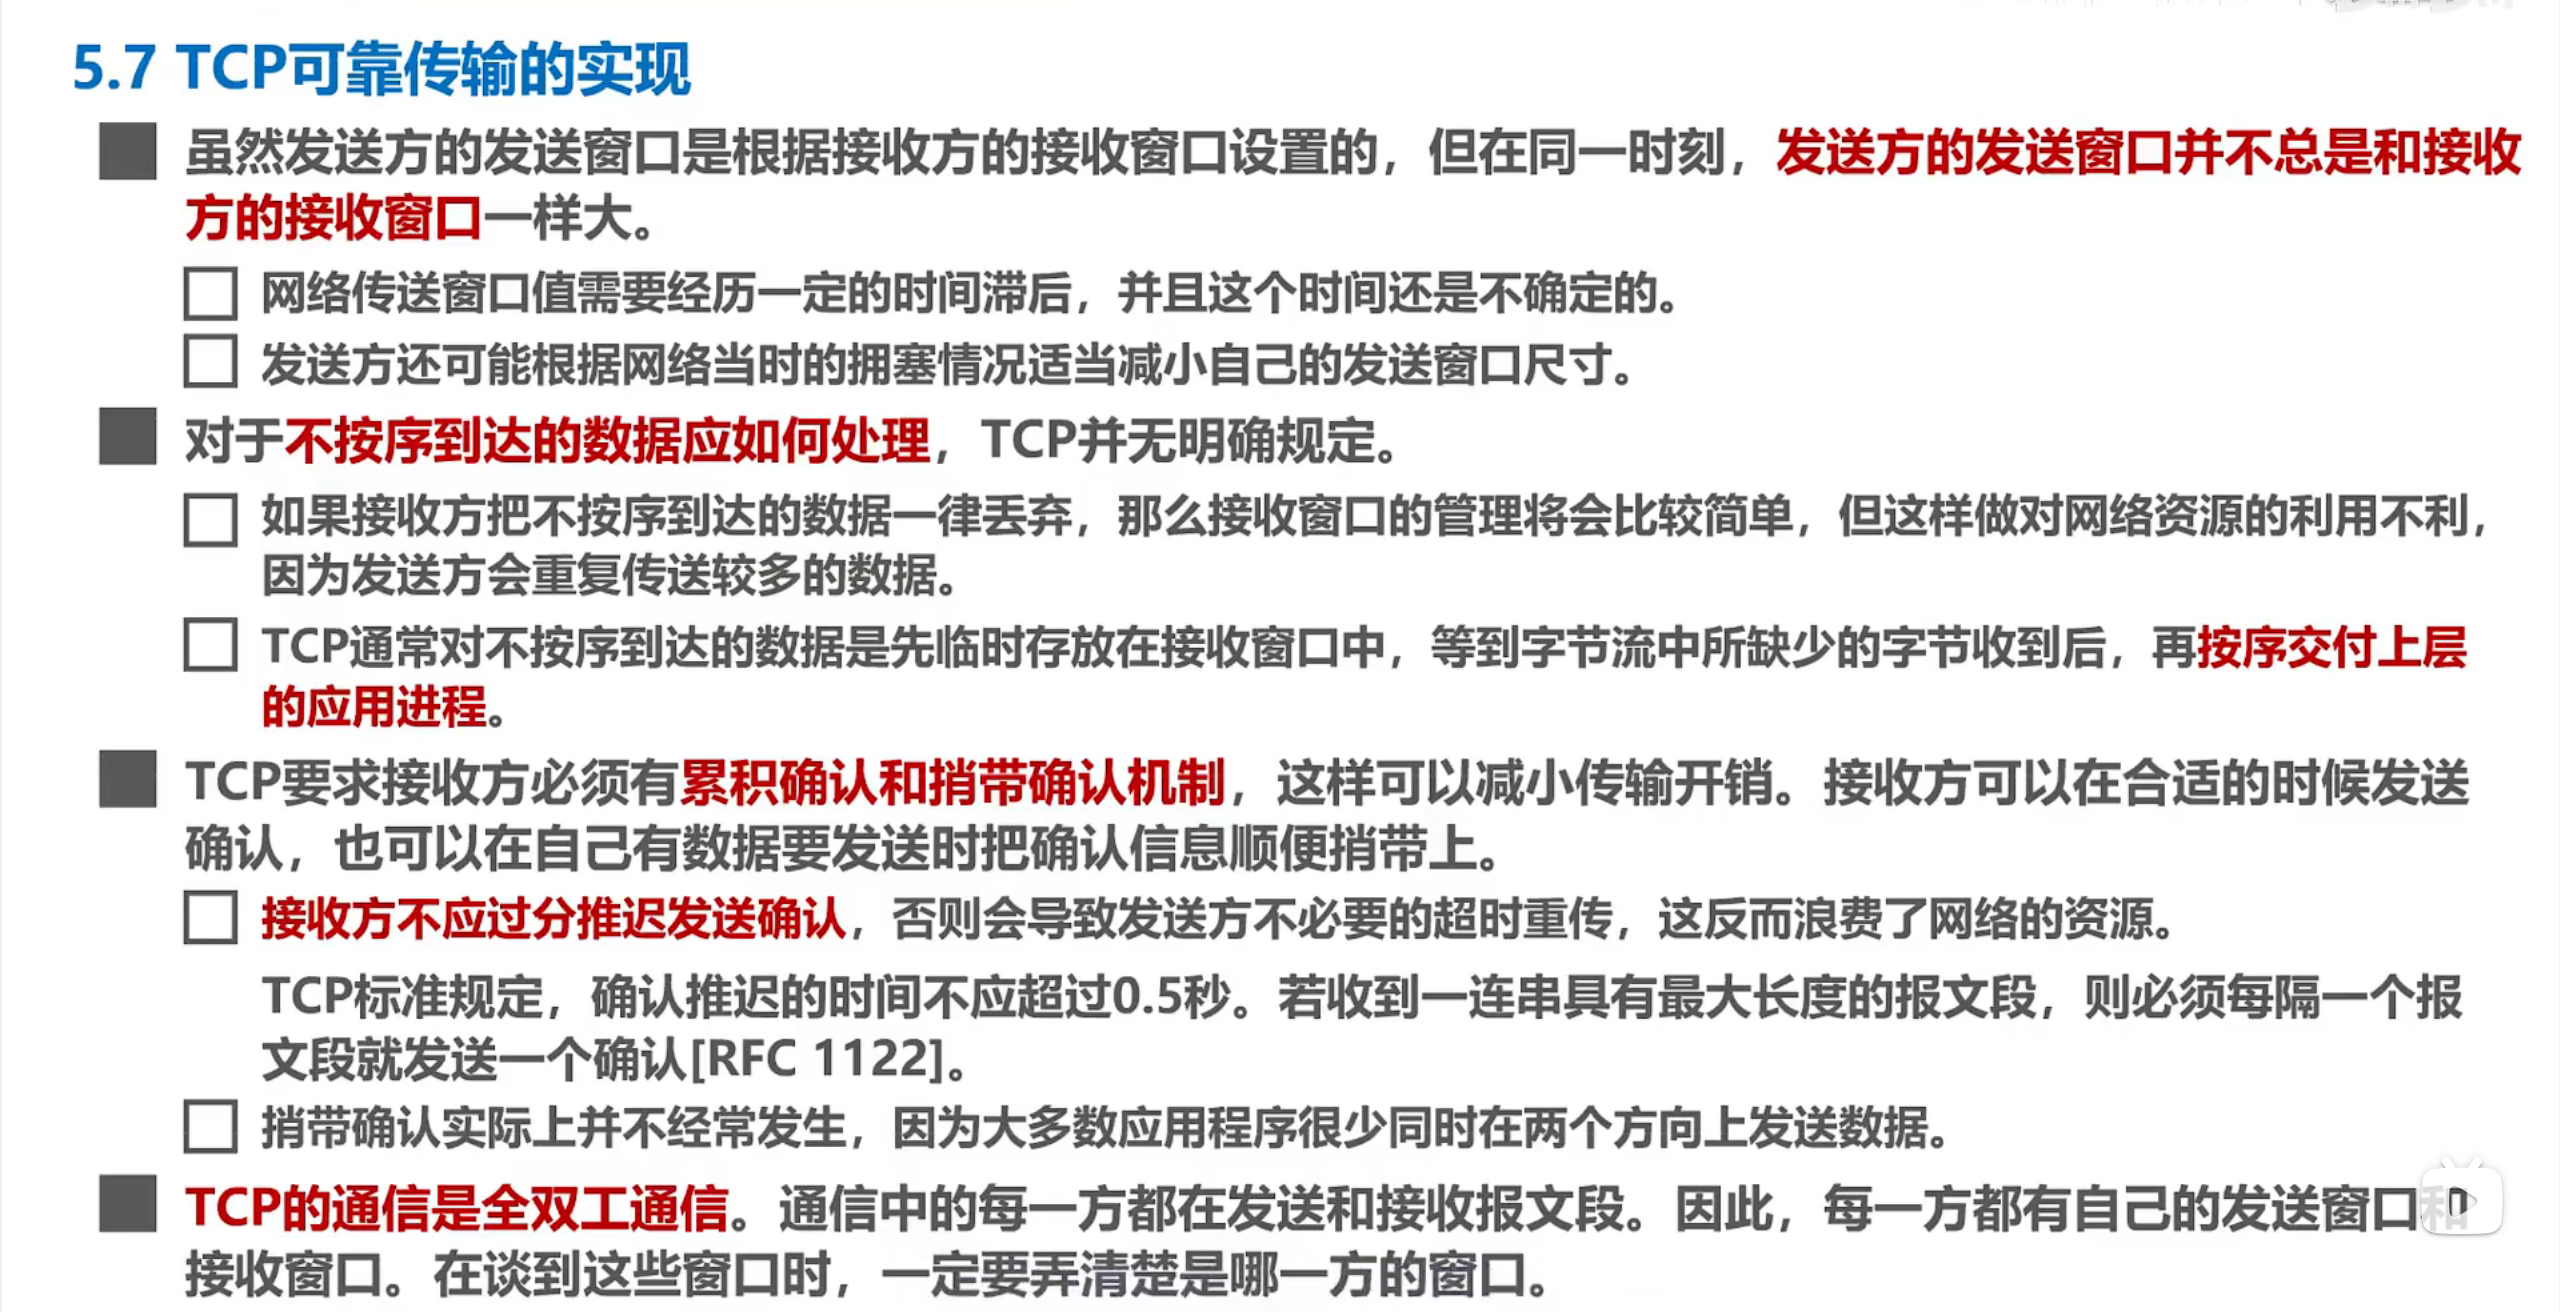 5.7 TCP可靠传输的实现
虽然发送方的发送窗口是根据接收方的接收窗口设置的，但在同一时刻，发送方的发送窗口并不总是和接收
方的接收窗口一样大。
网络传送窗口值需要经历一定的时间滞后，并且这个时间还是不确定的。
发送方还可能根据网络当时的拥塞情况适当减小自己的发送窗口尺寸。
对于不按序到达的数据应如何处理，TCP并无明确规定。
如果接收方把不按序到达的数据一律丢弃，那么接收窗口的管理将会比较简单，但这样做对网络资源的利用不利，
因为发送方会重复传送较多的数据。
TCP通常对不按序到达的数据是先临时存放在接收窗口中，等到字节流中所缺少的字节收到后，再按序交付上层
的应用进程。
TCP要求接收方必须有累积确认和捎带确认机制，这样可以减小传输开销。接收方可以在合适的时候发送
确认，也可以在自己有数据要发送时把确认信息顺便捎带上。
接收方不应过分推迟发送确认，否则会导致发送方不必要的超时重传，这反而浪费了网络的资源。
TCP标准规定，确认推迟的时间不应超过0.5秒。若收到一连串具有最大长度的报文段，则必须每隔一个报
文段就发送一个确认[RFC 1122]。
捎带确认实际上并不经常发生，因为大多数应用程序很少同时在两个方向上发送数据。
TCP的通信是全双工通信。通信中的每一方都在发送和接收报文段。因此，每一方都有自己的发送窗口和
接收窗口。在谈到这些窗口时，一定要弄清楚是哪一方的窗口。